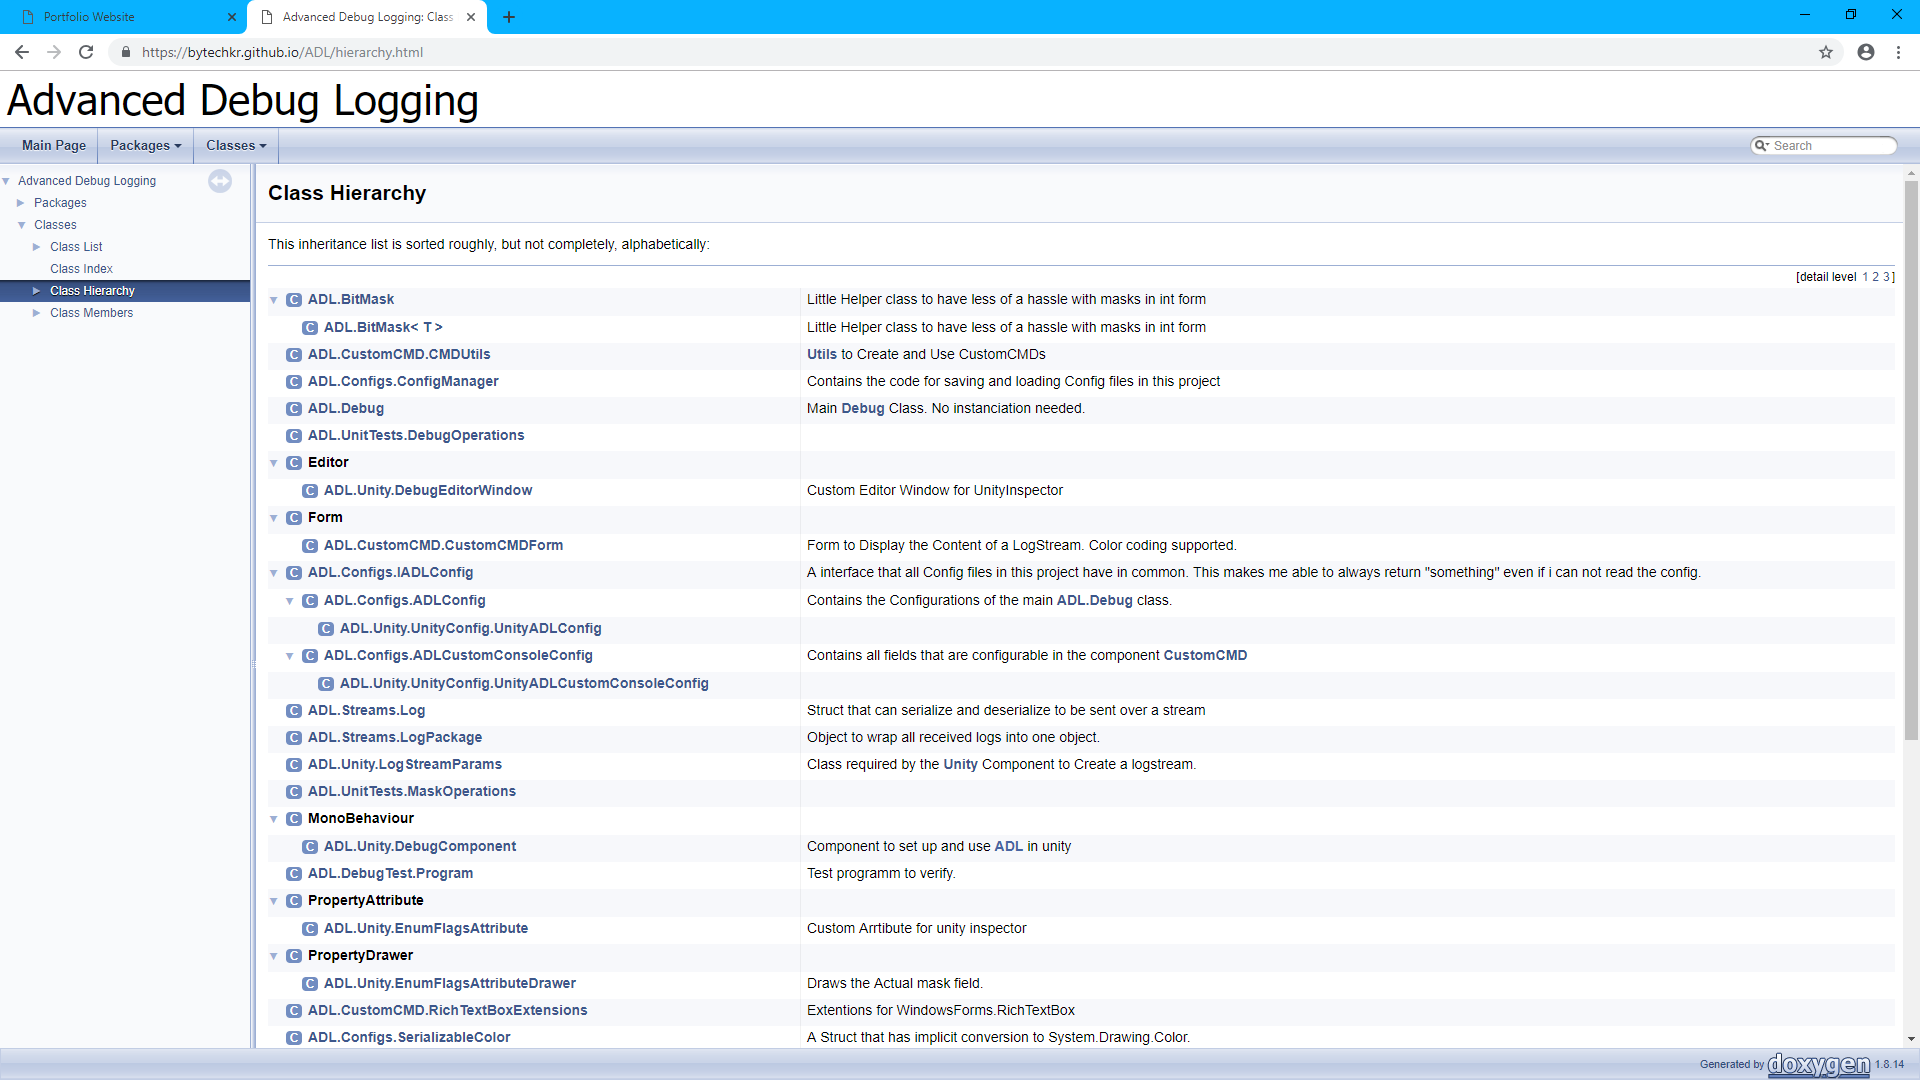 Portfolio Website
Advanced Debug Logging: Class
https://bytechkr.github.io/ADL/hierarchy.html
Advanced Debug Logging
Main Page
Packages
Classes
Search
Advanced Debug Logging
Packages
Classes
Class List
Class Index
Class Hierarchy
Class Members
Class Hierarchy
This inheritance list is sorted roughly, but not completely, alphabetically:
[detail level 1 2 3]
C ADL.BitMask Little Helper class to have less of a hassle with masks in int form
C ADL.BitMask< T > Little Helper class to have less of a hassle with masks in int form
C ADL.CustomCMD.CMDUtils Utils to Create and Use CustomCMDs
C ADL.Configs.ConfigManager Contains the code for saving and loading Config files in this project
C ADL.Debug Main Debug Class. No instanciation needed.
C ADL.UnitTests.DebugOperations
C Editor
C ADL.Unity.DebugEditorWindow Custom Editor Window for UnityInspector
C Form
C ADL.CustomCMD.CustomCMDForm Form to Display the Content of a LogStream. Color coding supported.
C ADL.Configs.IADLConfig A interface that all Config files in this project have in common. This makes me able to always return "something" even if i can not read the config.
C ADL.Configs.ADLConfig Contains the Configurations of the main ADL.Debug class.
C ADL.Unity.UnityConfig.UnityADLConfig
C ADL.Configs.ADLCustomConsoleConfig Contains all fields that are configurable in the component CustomCMD
C ADL.Unity.UnityConfig.UnityADLCustomConsoleConfig
C ADL.Streams.Log Struct that can serialize and deserialize to be sent over a stream
C ADL.Streams.LogPackage Object to wrap all received logs into one object.
C ADL.Unity.LogStreamParams Class required by the Unity Component to Create a logstream.
C ADL.UnitTests.MaskOperations
C MonoBehaviour
C ADL.Unity.DebugComponent Component to set up and use ADL in unity
C ADL.DebugTest.Program Test programm to verify.
C PropertyAttribute
C ADL.Unity.EnumFlagsAttribute Custom Arrtibute for unity inspector
C PropertyDrawer
C ADL.Unity.EnumFlagsAttributeDrawer Draws the Actual mask field.
C ADL.CustomCMD.RichTextBoxExtensions Extentions for WindowsForms.RichTextBox
C ADL.Configs.SerializableColor A Struct that has implicit conversion to System.Drawing.Color.
Generated by doxygen 1.8.14